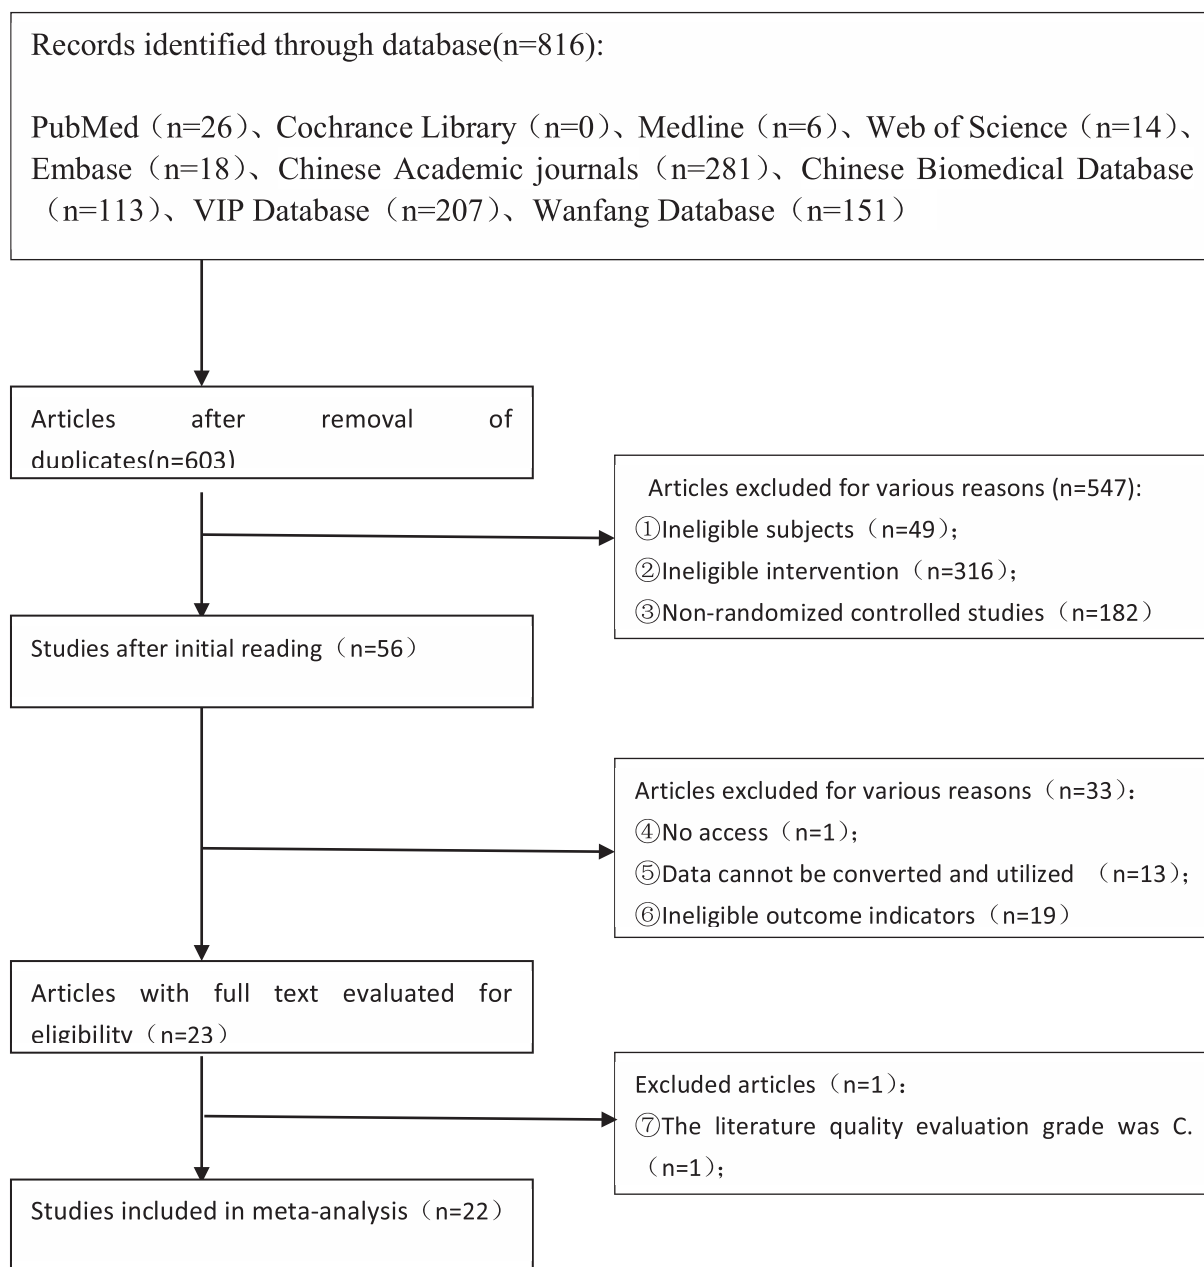 Records identified through database(n=816):
PubMed（n=26）、Cochrance Library（n=0）、Medline（n=6）、Web of Science（n=14）、
Embase（n=18）、Chinese Academic journals（n=281）、Chinese Biomedical Database
（n=113）、VIP Database（n=207）、Wanfang Database（n=151）
Articles after removal of
duplicates(n=603)
Articles excluded for various reasons (n=547):
①Ineligible subjects（n=49）；
②Ineligible intervention（n=316）；
③Non-randomized controlled studies（n=182）
Studies after initial reading（n=56）
Articles excluded for various reasons（n=33）：
④No access（n=1）；
⑤Data cannot be converted and utilized （n=13）；
⑥Ineligible outcome indicators（n=19）
Articles with full text evaluated for
eligibility（n=23）
Excluded articles（n=1）：
⑦The literature quality evaluation grade was C.
（n=1）；
Studies included in meta-analysis（n=22）